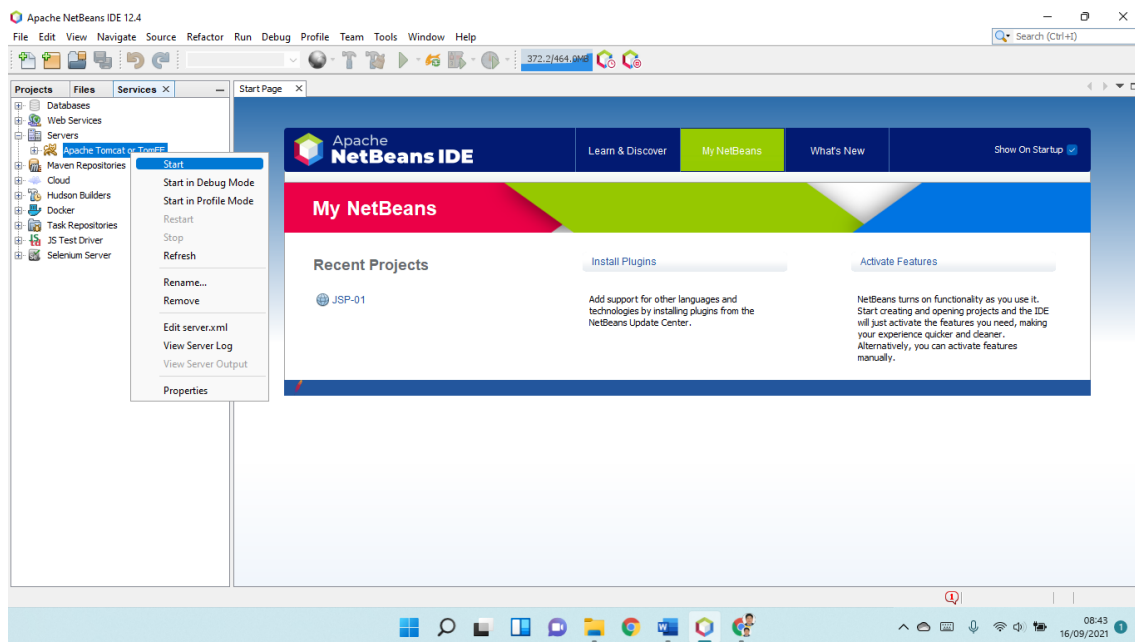 Apache NetBeans IDE 12.4
File Edit View Navigate Source Refactor Run Debug Profile Team Tools Window Help
Search (Ctrl+I)
372.2/464.0MB
Projects Files Services
Start Page
Databases
Web Services
Servers
Apache Tomcat or TomEE
Maven Repositories
Cloud
Hudson Builders
Docker
Task Repositories
JS Test Driver
Selenium Server
Start
Start in Debug Mode
Start in Profile Mode
Restart
Stop
Refresh
Rename...
Remove
Edit server.xml
View Server Log
View Server Output
Properties
Apache
NetBeans IDE
Learn & Discover
My NetBeans
What's New
Show On Startup
My NetBeans
Recent Projects
JSP-01
Install Plugins
Add support for other languages and
technologies by installing plugins from the
NetBeans Update Center.
Activate Features
NetBeans turns on functionality as you use it.
Start creating and opening projects and the IDE
will just activate the features you need, making
your experience quicker and cleaner.
Alternatively, you can activate features
manually.
1
W
08:43
16/09/2021
1